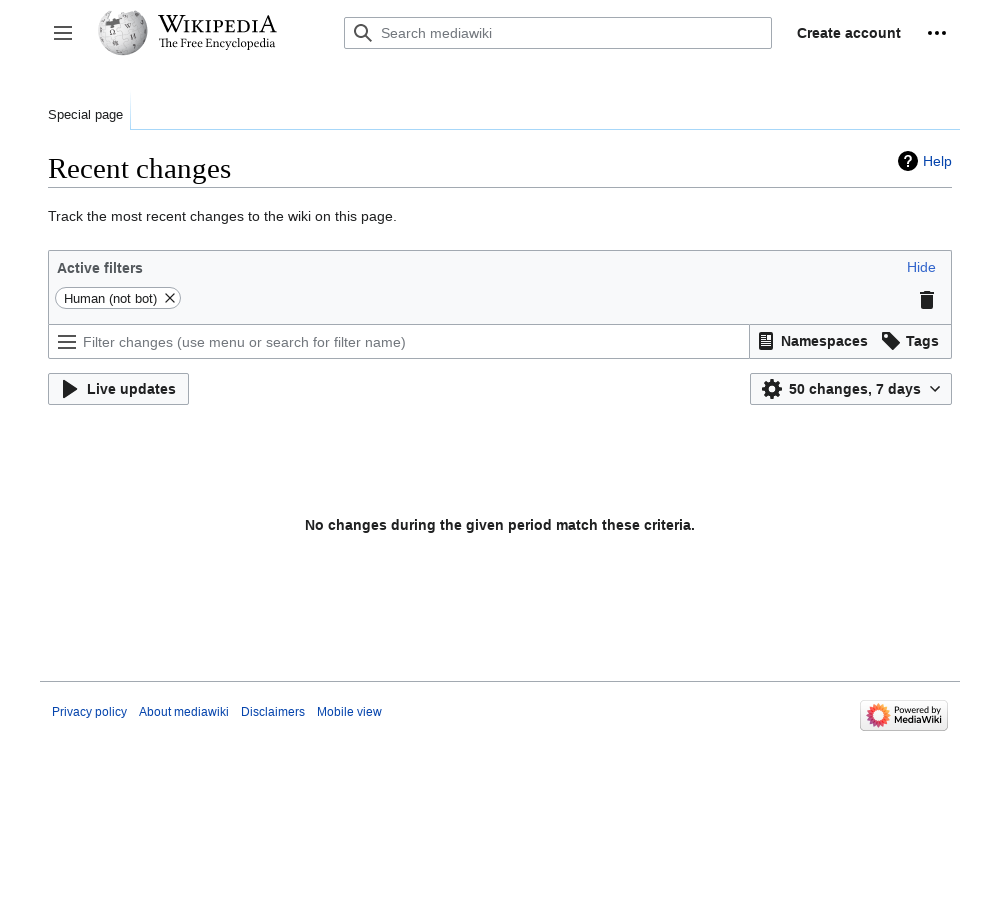 WIKIPEDIA
The Free Encyclopedia
Search mediawiki
Create account
Special page
Recent changes
Help
Track the most recent changes to the wiki on this page.
Active filters
Hide
Human (not bot)
Filter changes (use menu or search for filter name)
Namespaces
Tags
Live updates
50 changes, 7 days
No changes during the given period match these criteria.
Privacy policy
About mediawiki
Disclaimers
Mobile view
Powered by
MediaWiki